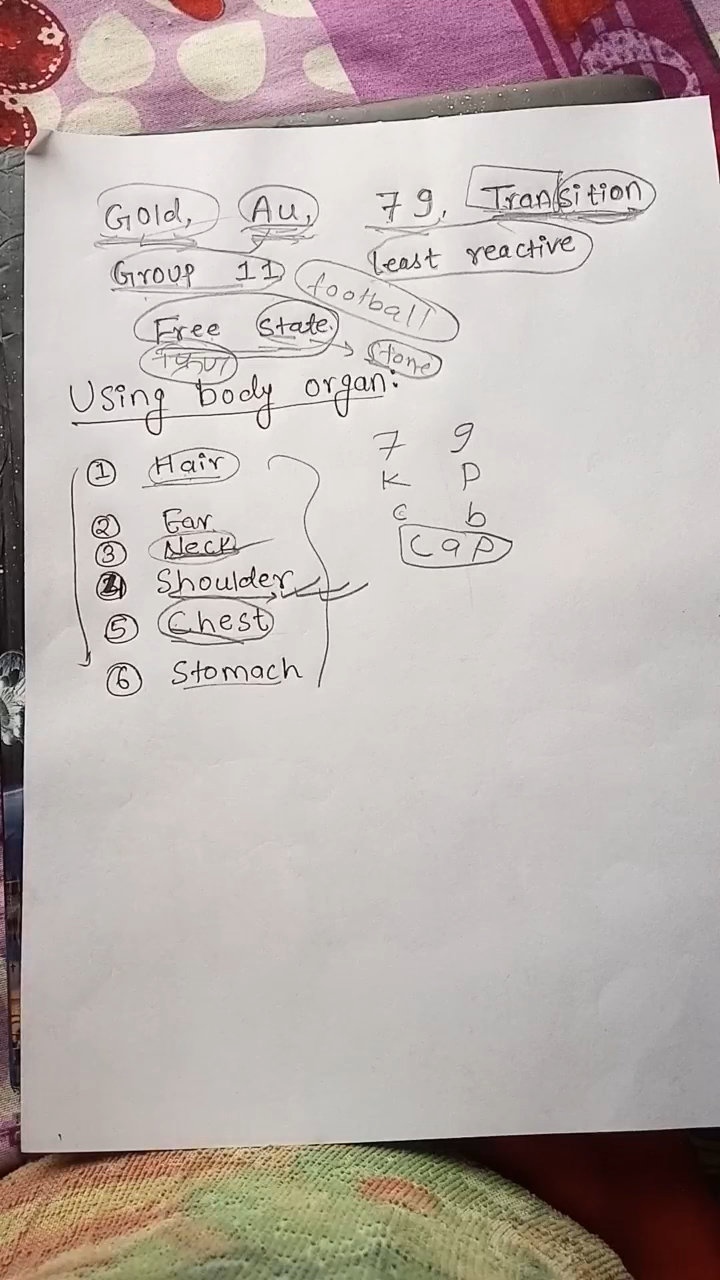 Gold, Au, 79, Transition
Group 11 Least reactive
football
Free State.
Stone
Using body organ:
① Hair
② Ear
③ Neck
④ Shoulder
⑤ Chest
⑥ Stomach
7 9
K P
c b
cap